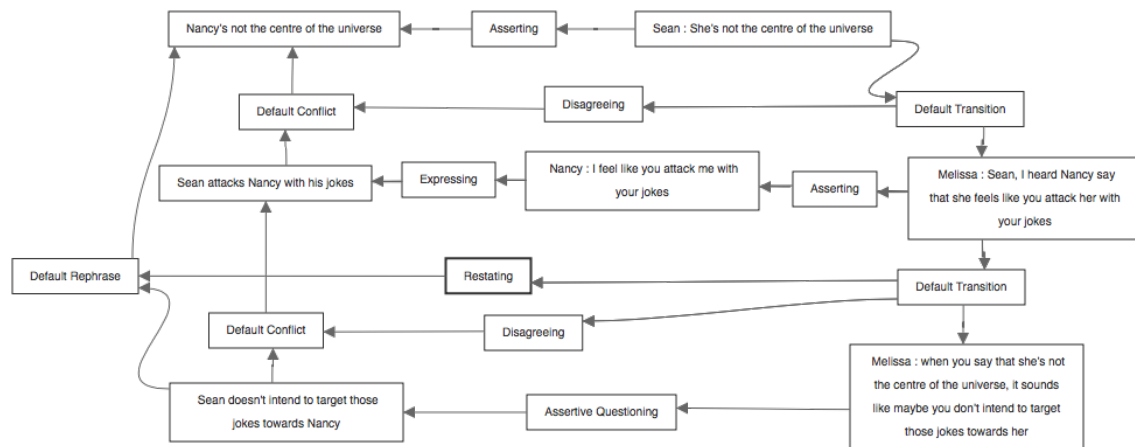 Nancy's not the centre of the universe
Asserting
Sean : She's not the centre of the universe
Default Conflict
Disagreeing
Default Transition
Sean attacks Nancy with his jokes
Expressing
Nancy : I feel like you attack me with
your jokes
Asserting
Melissa : Sean, I heard Nancy say
that she feels like you attack her with
your jokes
Default Rephrase
Restating
Default Transition
Default Conflict
Disagreeing
Sean doesn't intend to target those
jokes towards Nancy
Assertive Questioning
Melissa : when you say that she's not
the centre of the universe, it sounds
like maybe you don't intend to target
those jokes towards her